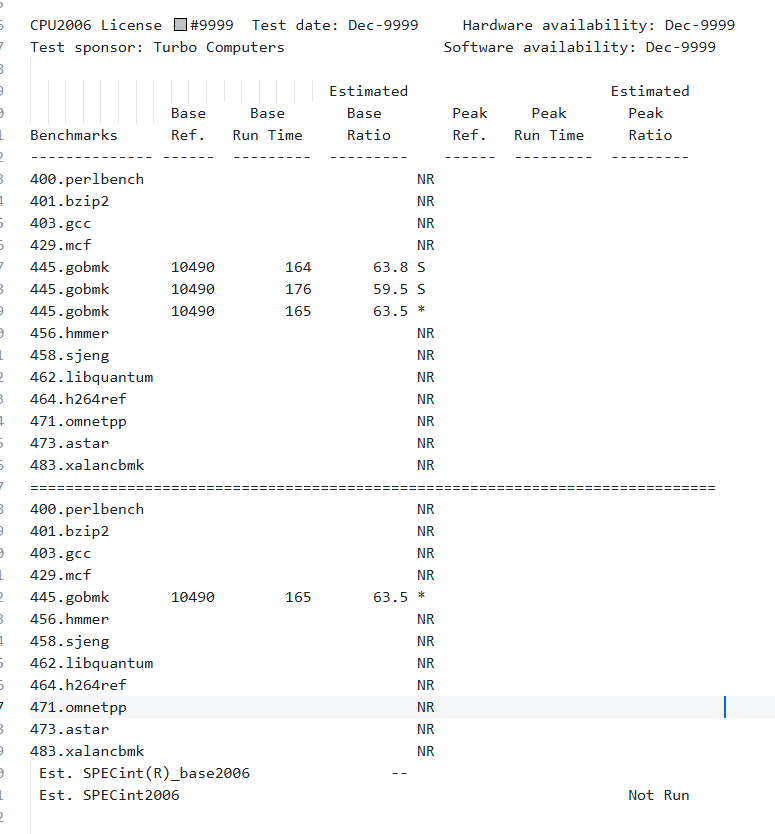 CPU2006 License #9999  Test date: Dec-9999     Hardware availability: Dec-9999
Test sponsor: Turbo Computers                  Software availability: Dec-9999
                                  Estimated                       Estimated
                Base     Base       Base        Peak     Peak       Peak
Benchmarks      Ref.   Run Time     Ratio       Ref.   Run Time     Ratio
-------------- ------  ---------  ---------    ------  ---------  ---------
400.perlbench                               NR
401.bzip2                                   NR
403.gcc                                     NR
429.mcf                                     NR
445.gobmk       10490        164       63.8 S
445.gobmk       10490        176       59.5 S
445.gobmk       10490        165       63.5 *
456.hmmer                                   NR
458.sjeng                                   NR
462.libquantum                              NR
464.h264ref                                 NR
471.omnetpp                                 NR
473.astar                                   NR
483.xalancbmk                               NR
==============================================================================
400.perlbench                               NR
401.bzip2                                   NR
403.gcc                                     NR
429.mcf                                     NR
445.gobmk       10490        165       63.5 *
456.hmmer                                   NR
458.sjeng                                   NR
462.libquantum                              NR
464.h264ref                                 NR
471.omnetpp                                 NR
473.astar                                   NR
483.xalancbmk                               NR
 Est. SPECint(R)_base2006                --
 Est. SPECint2006                                                   Not Run